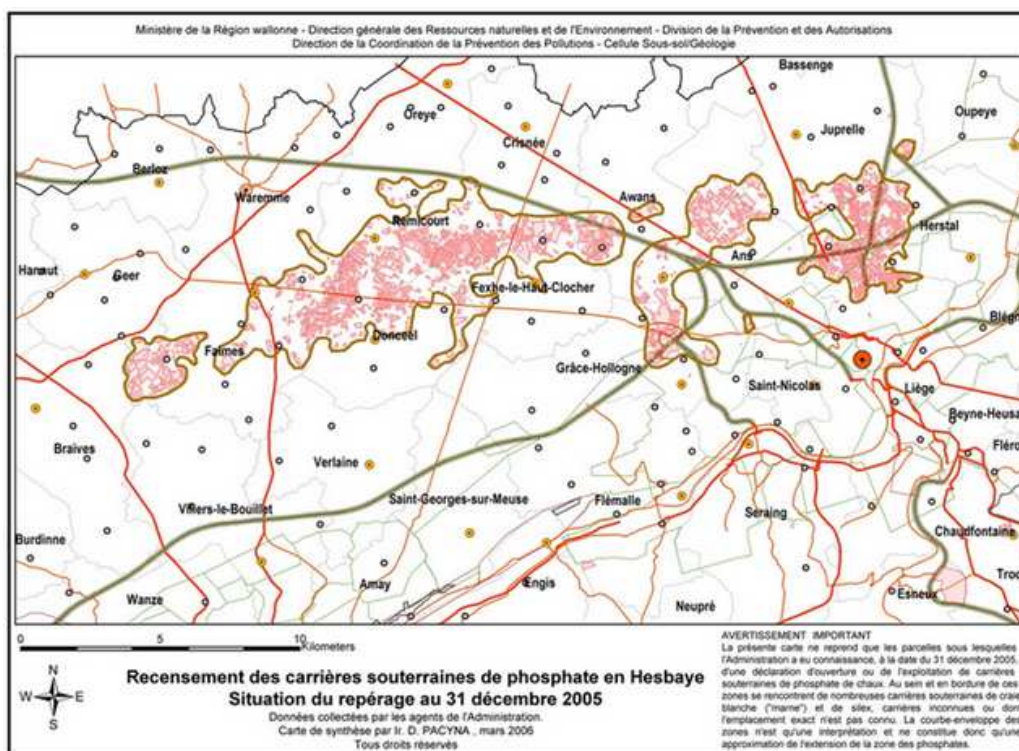 Ministère de la Région wallonne - Direction générale des Ressources naturelles et de l'Environnement - Division de la Prévention et des Autorisations
Direction de la Coordination de la Prévention des Pollutions - Cellule Sous-sol/Géologie
Bassenge
Oreye
Oupeye
Juprelle
Crisnée
Berloz
Waremme
Awans
Remicourt
Herstal
Ans
Hannut
Geer
Fexhe-le-Haut-Clocher
Blég
Donceel
Faimes
Grâce-Hollogne
Saint-Nicolas
Liège
Beyne-Heusa
Braives
Fléro
Verlaine
Saint-Georges-sur-Meuse
Flémalle
Villers-le-Bouillet
Seraing
Chaudfontaine
Burdinne
Amay
Engis
Troo
Wanze
Esneux
Neupré
0 5 10
Kilometers
N
W E
S
Recensement des carrières souterraines de phosphate en Hesbaye
Situation du repérage au 31 décembre 2005
Données collectées par les agents de l'Administration.
Carte de synthèse par Ir. D. PACYNA , mars 2006
Tous droits réservés
AVERTISSEMENT IMPORTANT
La présente carte ne reprend que les parcelles sous lesquelles
l'Administration a eu connaissance, à la date du 31 décembre 2005,
d'une déclaration d'ouverture ou de l'exploitation de carrières
souterraines de phosphate de chaux. Au sein et en bordure de ces
zones se rencontrent de nombreuses carrières souterraines de craie
blanche ("marne") et de silex, carrières inconnues ou dont
l'emplacement exact n'est pas connu. La courbe-enveloppe des
zones n'est qu'une interprétation et ne constitue donc qu'une
approximation de l'extension de la zone des phosphates.